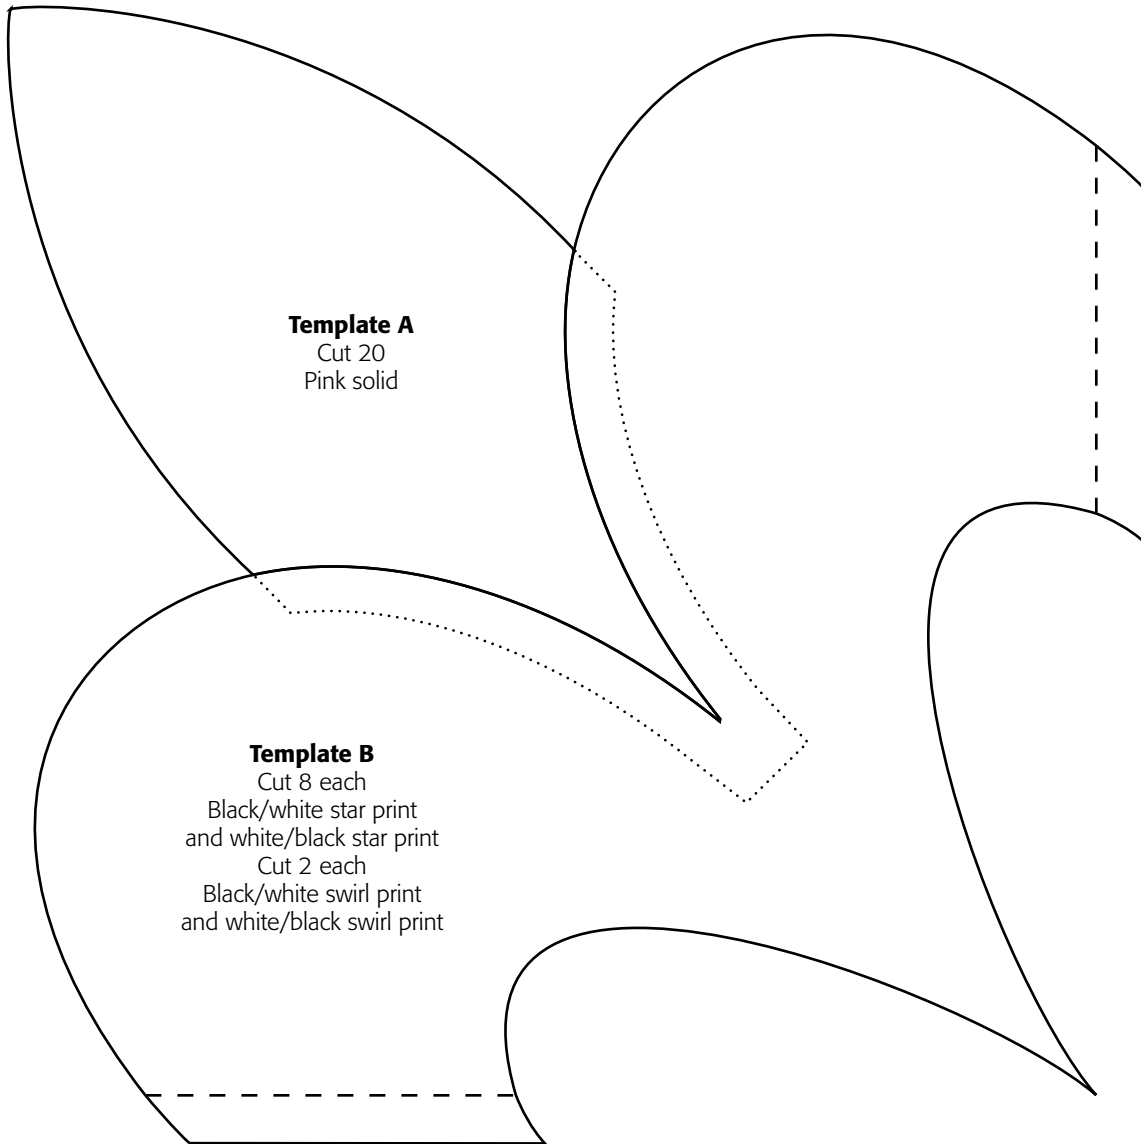 Template A
Cut 20
Pink solid
Template B
Cut 8 each
Black/white star print
and white/black star print
Cut 2 each
Black/white swirl print
and white/black swirl print